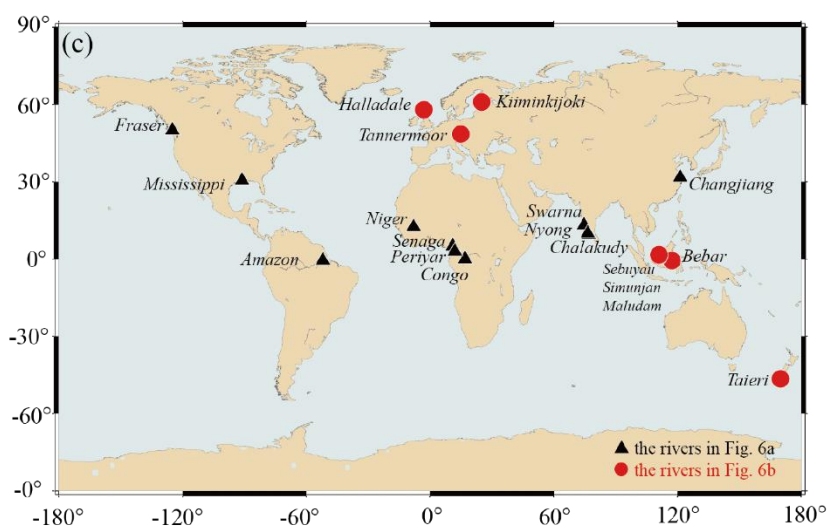 90°
(c)
60°
Halladale
Kiiminkijoki
Fraser
Tannermoor
30°
Mississippi
Changjiang
Niger
Swarna
Senaga
Nyong
Periyar
Chalakudy
0°
Amazon
Congo
Bebar
Sebuyau
Simunjan
Maludam
-30°
Taieri
-60°
the rivers in Fig. 6a
the rivers in Fig. 6b
-0°
-180° -120° -60° 0° 60° 120° 180°